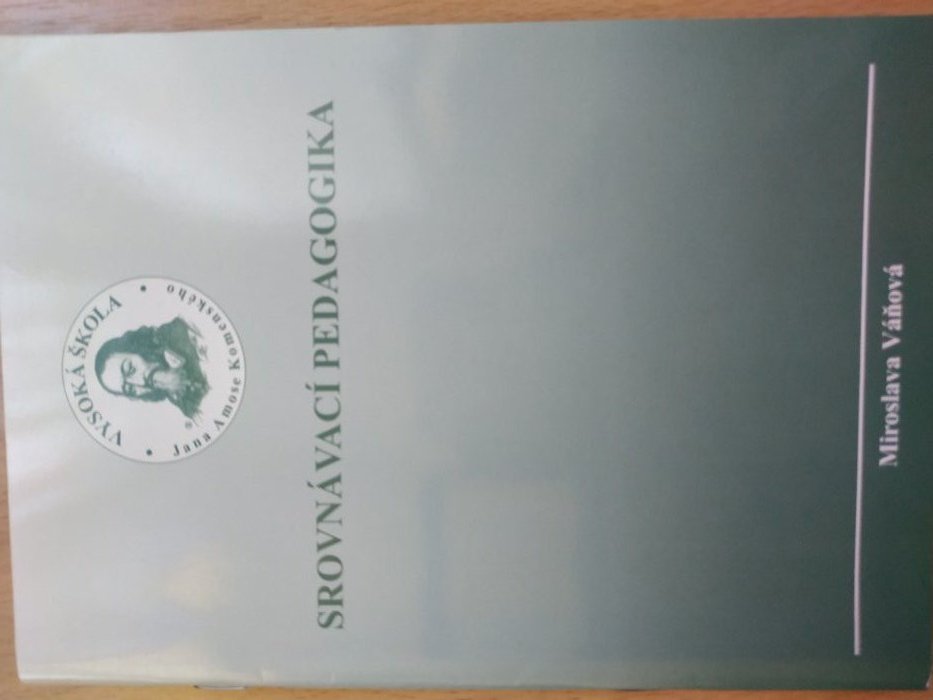 VYSOKÁ ŠKOLA
Jana Amose Komenského
®
SROVNÁVACÍ PEDAGOGIKA
Miroslava Váňová